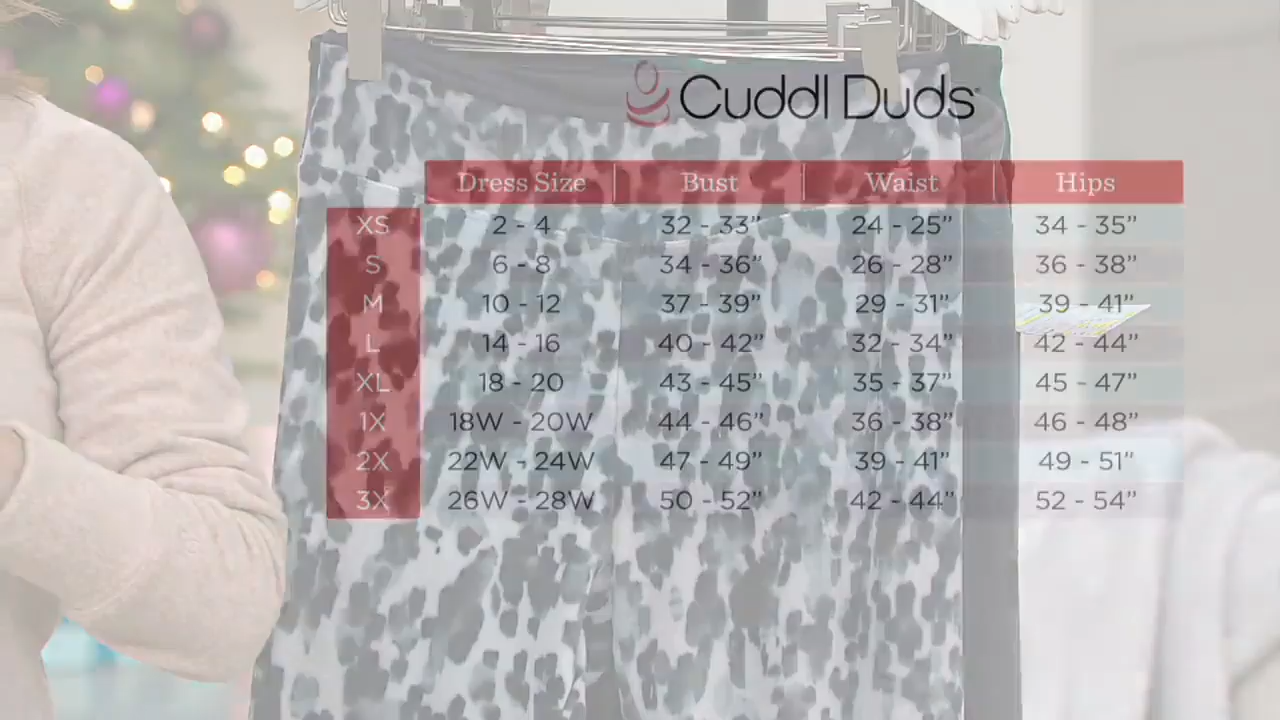 Cuddl Duds
Dress Size Bust Waist Hips
XS 2 - 4 32 - 33” 24 - 25” 34 - 35”
S 6 - 8 34 - 36” 26 - 28” 36 - 38”
M 10 - 12 37 - 39” 29 - 31” 39 - 41”
L 14 - 16 40 - 42” 32 - 34” 42 - 44”
XL 18 - 20 43 - 45” 35 - 37” 45 - 47”
1X 18W - 20W 44 - 46” 36 - 38” 46 - 48”
2X 22W - 24W 47 - 49” 39 - 41” 49 - 51”
3X 26W - 28W 50 - 52” 42 - 44” 52 - 54”